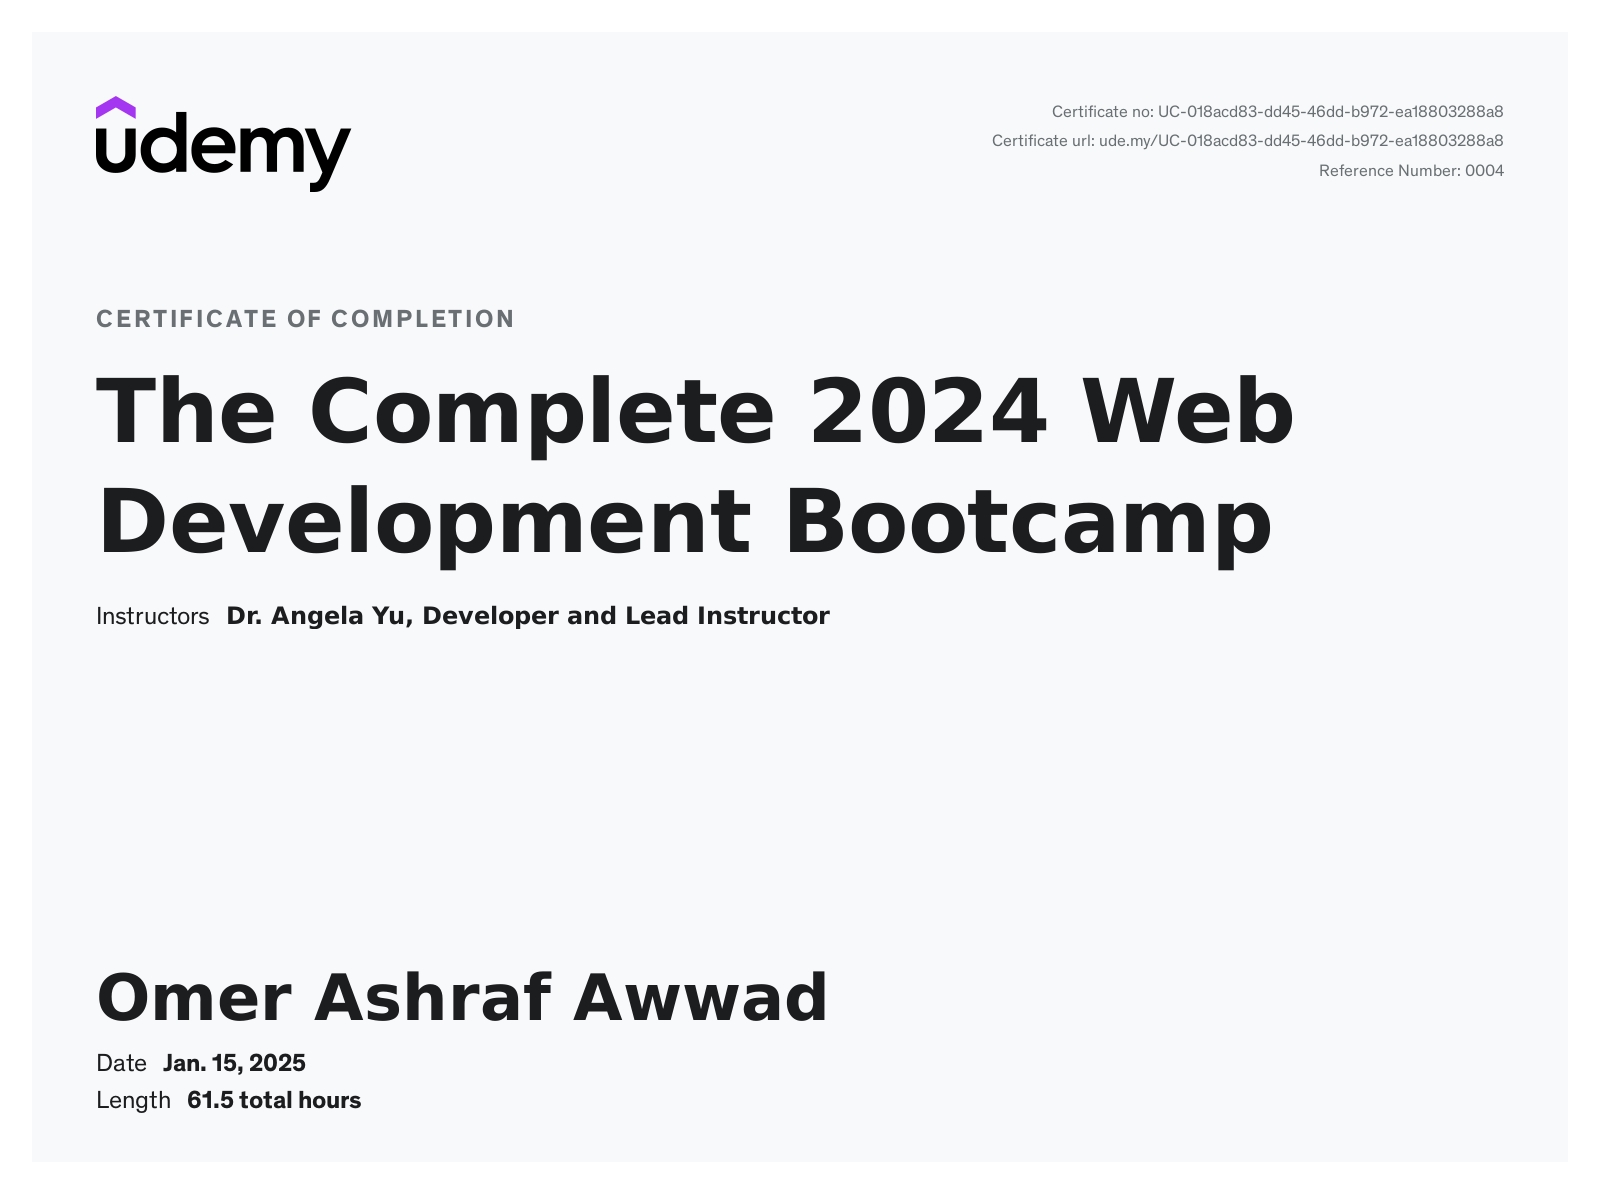 udemy
Certificate no: UC-018acd83-dd45-46dd-b972-ea18803288a8
Certificate url: ude.my/UC-018acd83-dd45-46dd-b972-ea18803288a8
Reference Number: 0004
CERTIFICATE OF COMPLETION
The Complete 2024 Web
Development Bootcamp
Instructors Dr. Angela Yu, Developer and Lead Instructor
Omer Ashraf Awwad
Date Jan. 15, 2025
Length 61.5 total hours